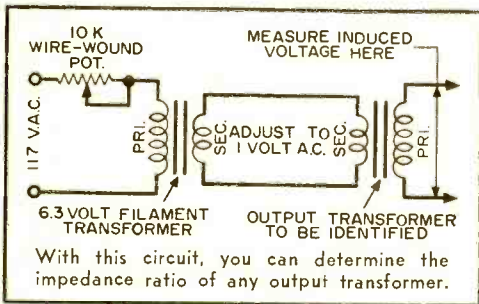 10 K
WIRE-WOUND
POT.
MEASURE INDUCED
VOLTAGE HERE
117 V.A.C.
PRI.
SEC.
ADJUST TO
1 VOLT A.C.
SEC.
PRI.
6.3 VOLT FILAMENT
TRANSFORMER
OUTPUT TRANSFORMER
TO BE IDENTIFIED
With this circuit, you can determine the
impedance ratio of any output transformer.